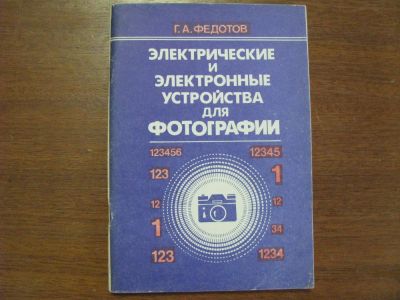 Г.А.ФЕДОТОВ
ЭЛЕКТРИЧЕСКИЕ
И
ЭЛЕКТРОННЫЕ
УСТРОЙСТВА
ДЛЯ
ФОТОГРАФИИ
123456 12345
123 1
12 12
1 34
123 1234